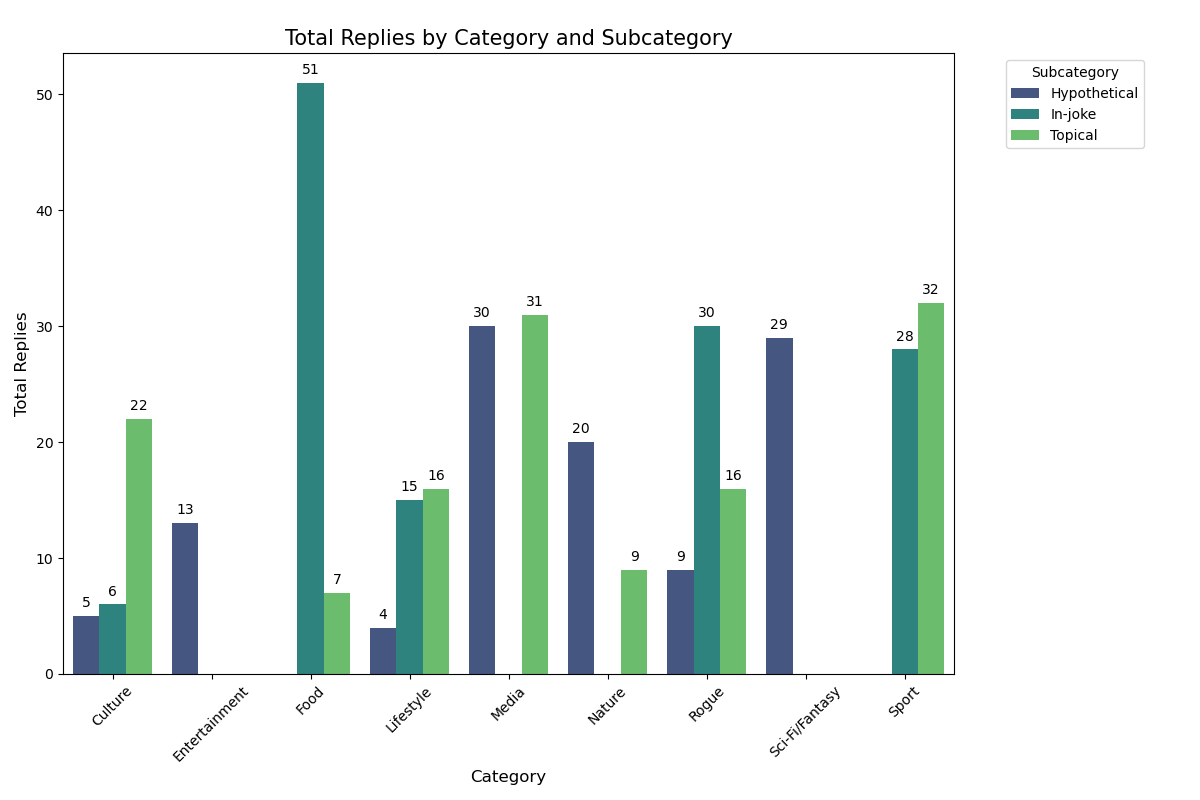 Total Replies by Category and Subcategory
Subcategory
Hypothetical
In-joke
Topical
Total Replies
50
40
30
20
10
0
5
6
22
13
51
7
4
15
16
30
31
20
9
9
30
16
29
28
32
Culture
Entertainment
Food
Lifestyle
Media
Nature
Rogue
Sci-Fi/Fantasy
Sport
Category